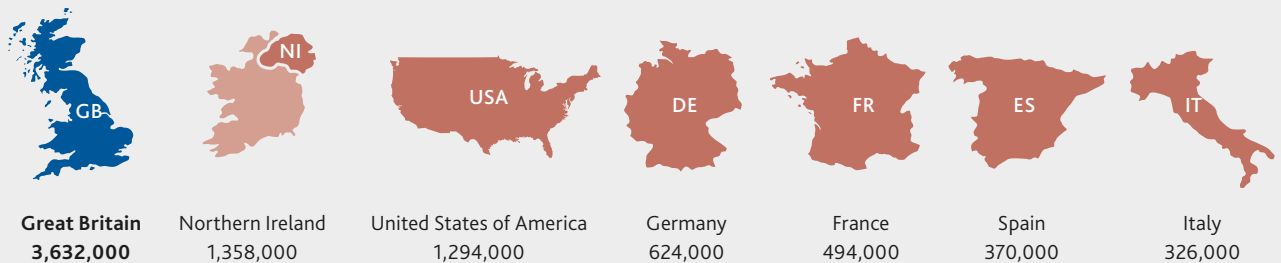 GB
NI
USA
DE
FR
ES
IT
Great Britain
3,632,000
Northern Ireland
1,358,000
United States of America
1,294,000
Germany
624,000
France
494,000
Spain
370,000
Italy
326,000